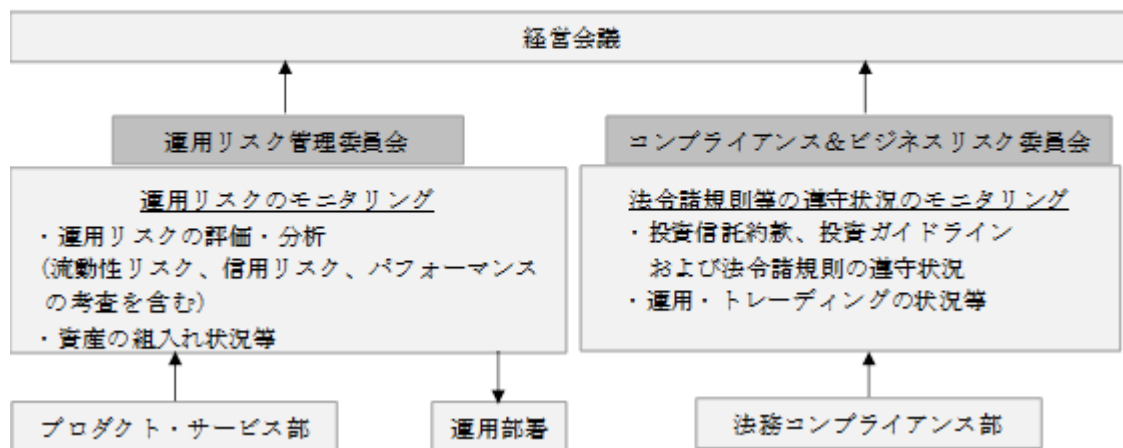 経営会議
運用リスク管理委員会
運用リスクのモニタリング
・運用リスクの評価・分析
(流動性リスク、信用リスク、パフォーマンス
の考査を含む)
・資産の組入れ状況等
プロダクト・サービス部
運用部署
コンプライアンス&ビジネスリスク委員会
法令諸規則等の遵守状況のモニタリング
・投資信託約款、投資ガイドライン
および法令諸規則の遵守状況
・運用・トレーディングの状況等
法務コンプライアンス部